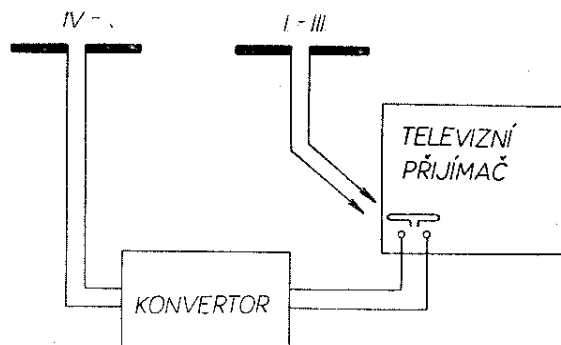 IV -
I - III
TELEVIZNÍ
PŘIJÍMAČ
KONVERTOR